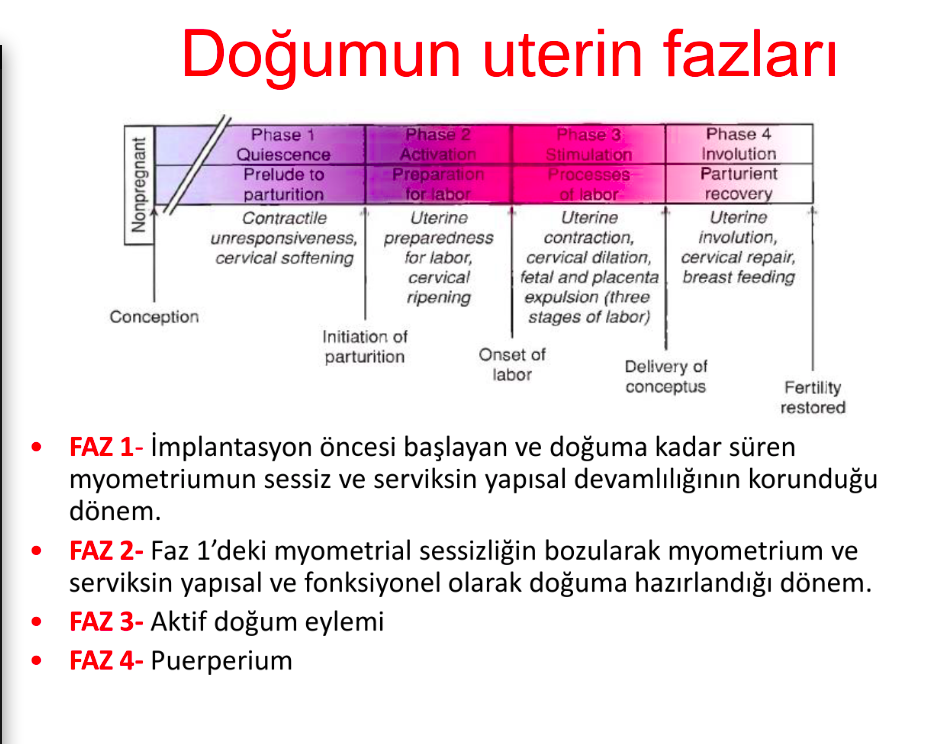 Doğumun uterin fazları
Nonpregnant
Phase 1
Quiescence
Prelude to
parturition
Contractile
unresponsiveness,
cervical softening
Phase 2
Activation
Preparation
for labor
Uterine
preparedness
for labor,
cervical
ripening
Phase 3
Stimulation
Processes
of labor
Uterine
contraction,
cervical dilation,
fetal and placenta
expulsion (three
stages of labor)
Phase 4
Involution
Parturient
recovery
Uterine
involution,
cervical repair,
breast feeding
Conception
Initiation of
parturition
Onset of
labor
Delivery of
conceptus
Fertility
restored
• FAZ 1- İmplantasyon öncesi başlayan ve doğuma kadar süren
myometriumun sessiz ve serviksin yapısal devamlılığının korunduğu
dönem.
• FAZ 2- Faz 1’deki myometrial sessizliğin bozularak myometrium ve
serviksin yapısal ve fonksiyonel olarak doğuma hazırlandığı dönem.
• FAZ 3- Aktif doğum eylemi
• FAZ 4- Puerperium